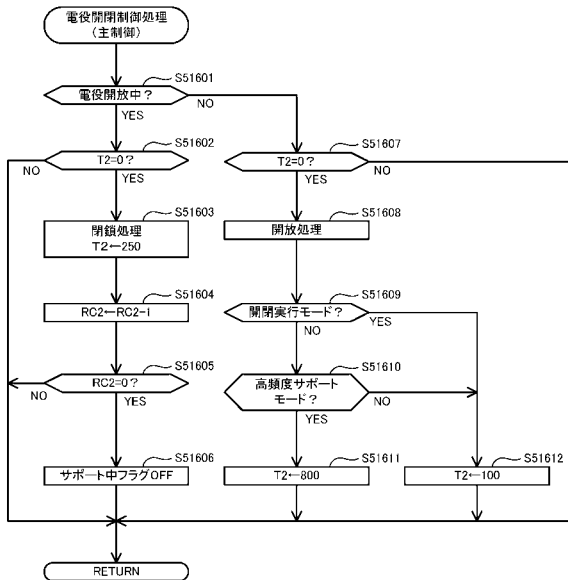 電役開閉制御処理
(主制御)
S51601
電役開放中？
NO
YES
S51602
T2=0？
NO
YES
S51607
T2=0？
NO
YES
S51603
閉鎖処理
T2←250
S51608
開放処理
S51604
RC2←RC2-1
S51609
開閉実行モード？
YES
NO
S51605
RC2=0？
NO
YES
S51610
高頻度サポート
モード？
NO
YES
S51606
サポート中フラグOFF
S51611
T2←800
S51612
T2←100
RETURN